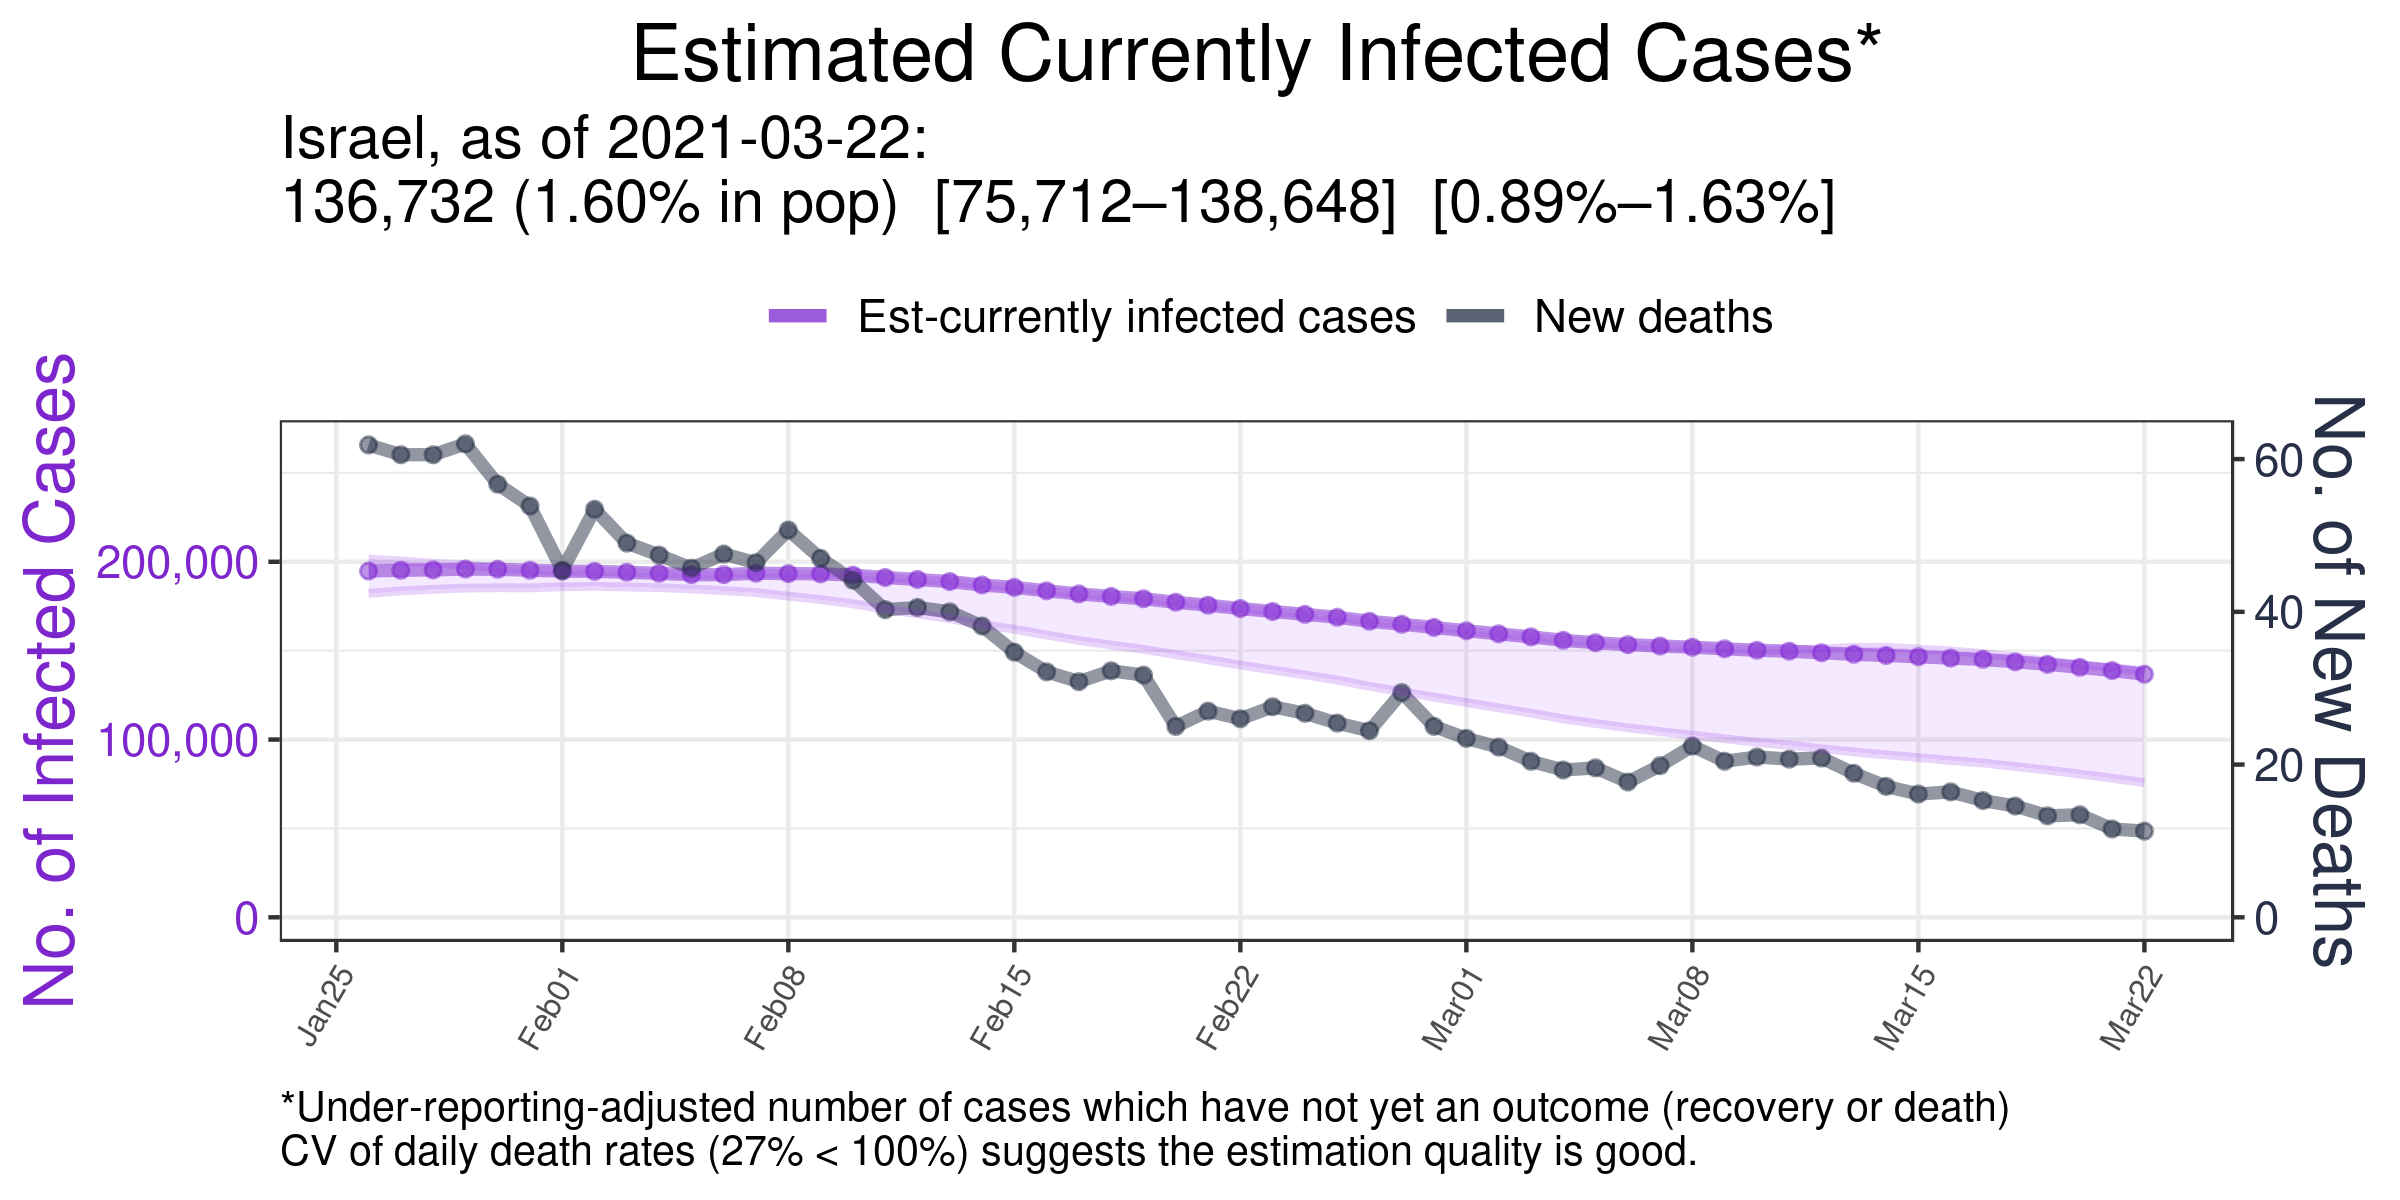 Estimated Currently Infected Cases*
Israel, as of 2021-03-22:
136,732 (1.60% in pop)  [75,712–138,648]  [0.89%–1.63%]
Est-currently infected cases
New deaths
No. of Infected Cases
200,000
100,000
0
60
40
20
0
No. of New Deaths
Jan25
Feb01
Feb08
Feb15
Feb22
Mar01
Mar08
Mar15
Mar22
*Under-reporting-adjusted number of cases which have not yet an outcome (recovery or death)
CV of daily death rates (27% < 100%) suggests the estimation quality is good.